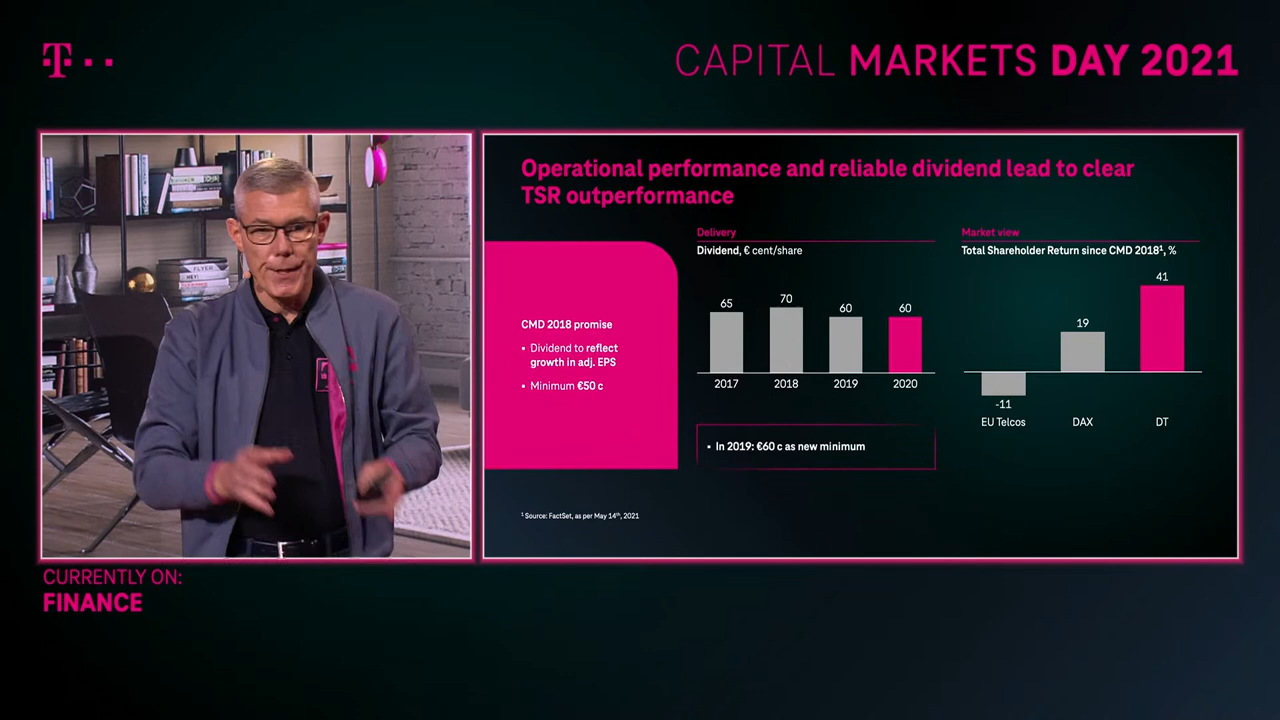 T
CAPITAL MARKETS DAY 2021
FLYER
HEY!
Operational performance and reliable dividend lead to clear
TSR outperformance
CMD 2018 promise
• Dividend to reflect
growth in adj. EPS
• Minimum €50 c
Delivery
Dividend, € cent/share
65 70 60 60
2017 2018 2019 2020
• In 2019: €60 c as new minimum
Market view
Total Shareholder Return since CMD 2018¹, %
-11 19 41
EU Telcos DAX DT
¹ Source: FactSet, as per May 14th, 2021
CURRENTLY ON:
FINANCE